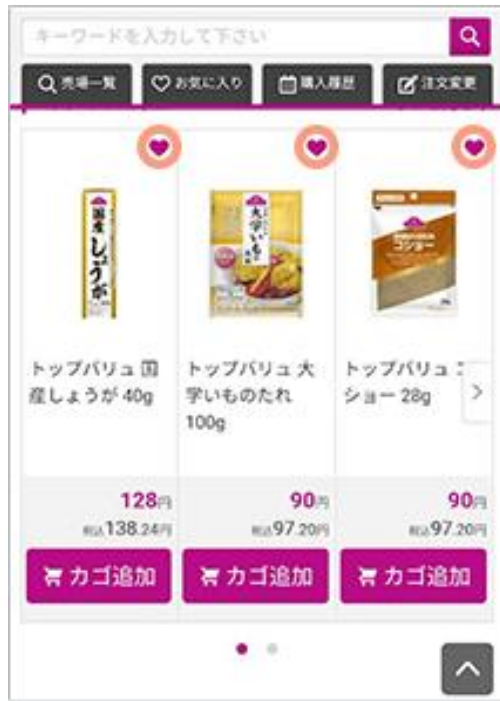 キーワードを入力して下さい
売場一覧 お気に入り 購入履歴 注文変更
国産しょうが
大学いも
コショー
トップバリュ 国
産しょうが 40g
トップバリュ 大
学いものたれ
100g
トップバリュ コ
ショー 28g
128円 90円 90円
税込138.24円 税込97.20円 税込97.20円
カゴ追加 カゴ追加 カゴ追加